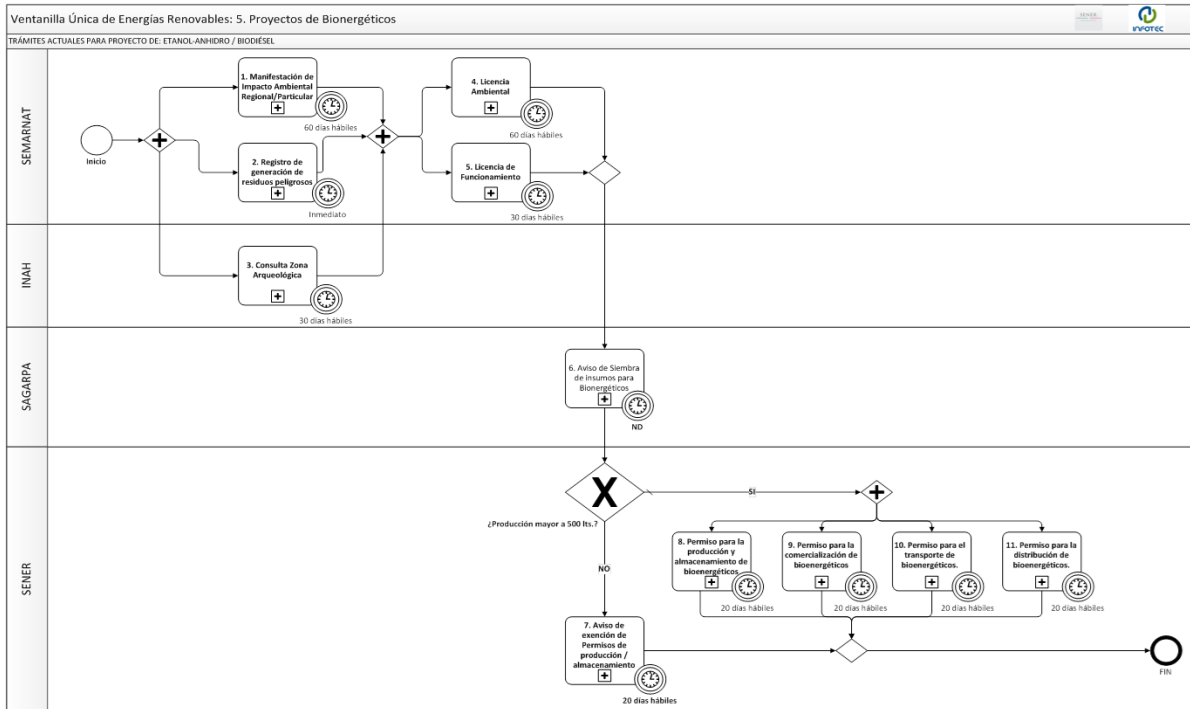 Ventanilla Única de Energías Renovables: 5. Proyectos de Bionergéticos
SENER
INFOTEC
TRÁMITES ACTUALES PARA PROYECTO DE: ETANOL-ANHIDRO / BIODIÉSEL
SEMARNAT
Inicio
1. Manifestación de
Impacto Ambiental
Regional/Particular
60 días hábiles
2. Registro de
generación de
residuos peligrosos
Inmediato
4. Licencia
Ambiental
60 días hábiles
5. Licencia de
Funcionamiento
30 días hábiles
INAH
3. Consulta Zona
Arqueológica
30 días hábiles
SAGARPA
6. Aviso de Siembra
de insumos para
Bionergéticos
ND
SENER
X
¿Producción mayor a 500 lts.?
SI
NO
8. Permiso para la
producción y
almacenamiento de
bioenergéticos
20 días hábiles
9. Permiso para la
comercialización de
bioenergéticos
20 días hábiles
10. Permiso para el
transporte de
bioenergéticos.
20 días hábiles
11. Permiso para la
distribución de
bioenergéticos.
20 días hábiles
7. Aviso de
exención de
Permisos de
producción /
almacenamiento
20 días hábiles
FIN